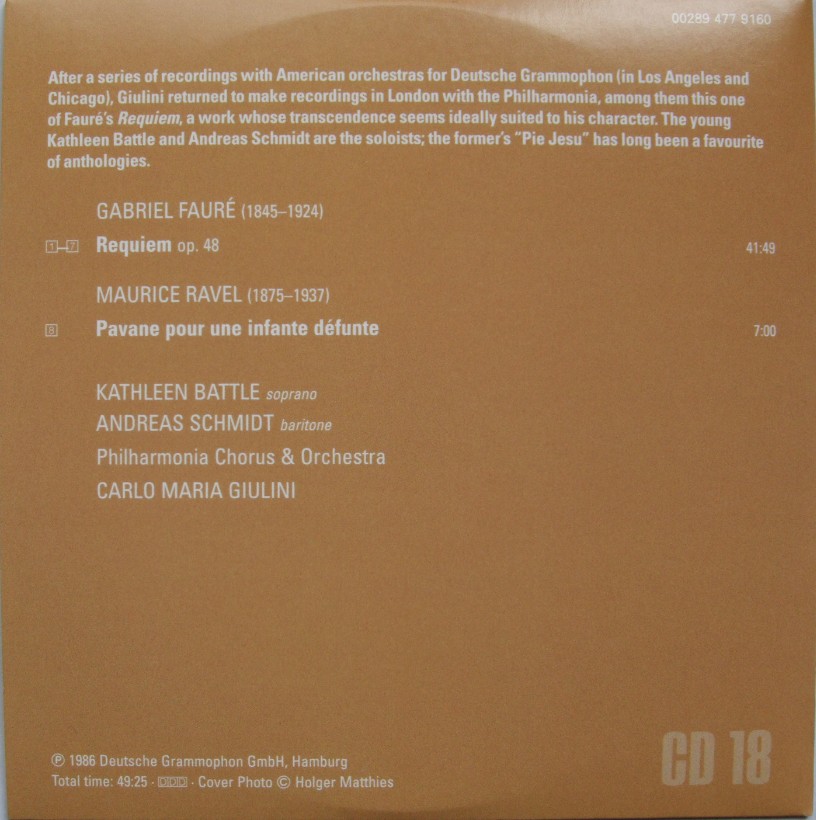 00289 477 9160
After a series of recordings with American orchestras for Deutsche Grammophon (in Los Angeles and
Chicago), Giulini returned to make recordings in London with the Philharmonia, among them this one
of Fauré's Requiem, a work whose transcendence seems ideally suited to his character. The young
Kathleen Battle and Andreas Schmidt are the soloists; the former's "Pie Jesu" has long been a favourite
of anthologies.
GABRIEL FAURÉ (1845–1924)
1–7 Requiem op. 48 41:49
MAURICE RAVEL (1875–1937)
8 Pavane pour une infante défunte 7:00
KATHLEEN BATTLE soprano
ANDREAS SCHMIDT baritone
Philharmonia Chorus & Orchestra
CARLO MARIA GIULINI
℗ 1986 Deutsche Grammophon GmbH, Hamburg
Total time: 49:25 · DDD · Cover Photo © Holger Matthies
CD 18